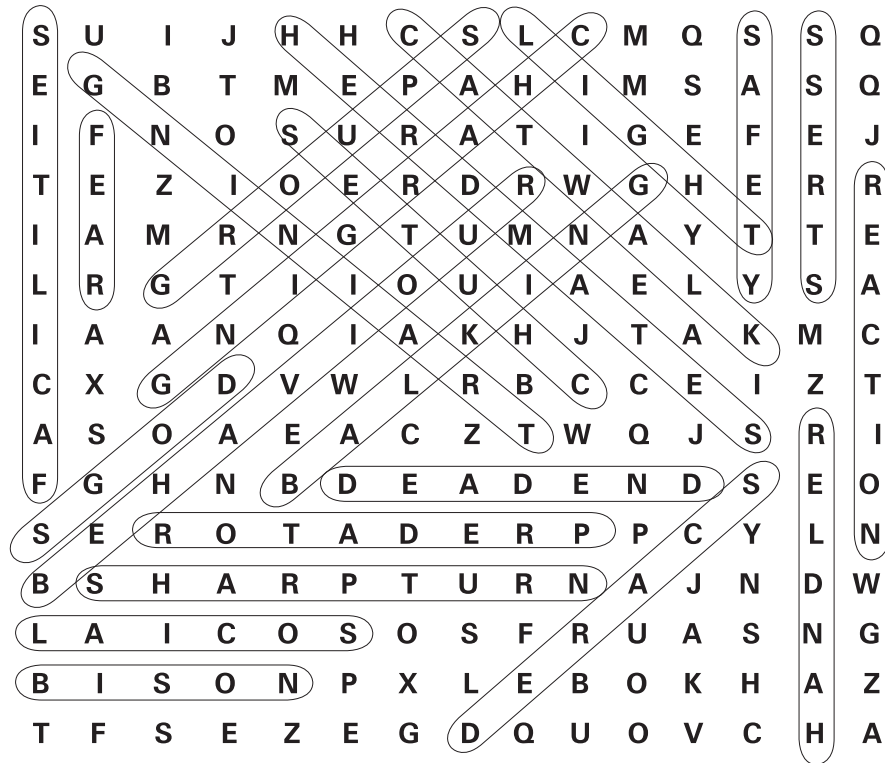 S U I J H H C S L C M Q S S Q
E G B T M E P A H I M S A S Q
I F N O S U R A T I G E F E J
T E Z I O E R D R W G H E R R
I A M R N G T U M N A Y T T E
L R G T I I O U I A E L Y S A
I A A N Q I A K H J T A K M C
C X G D V W L R B C C E I Z T
A S O A E A C Z T W Q J S R I
F G H N B D E A D E N D S E O
S E R O T A D E R P P C Y L N
B S H A R P T U R N A J N D W
L A I C O S O S F R U A S N G
B I S O N P X L E B O K H A Z
T F S E Z E G D Q U O V C H A